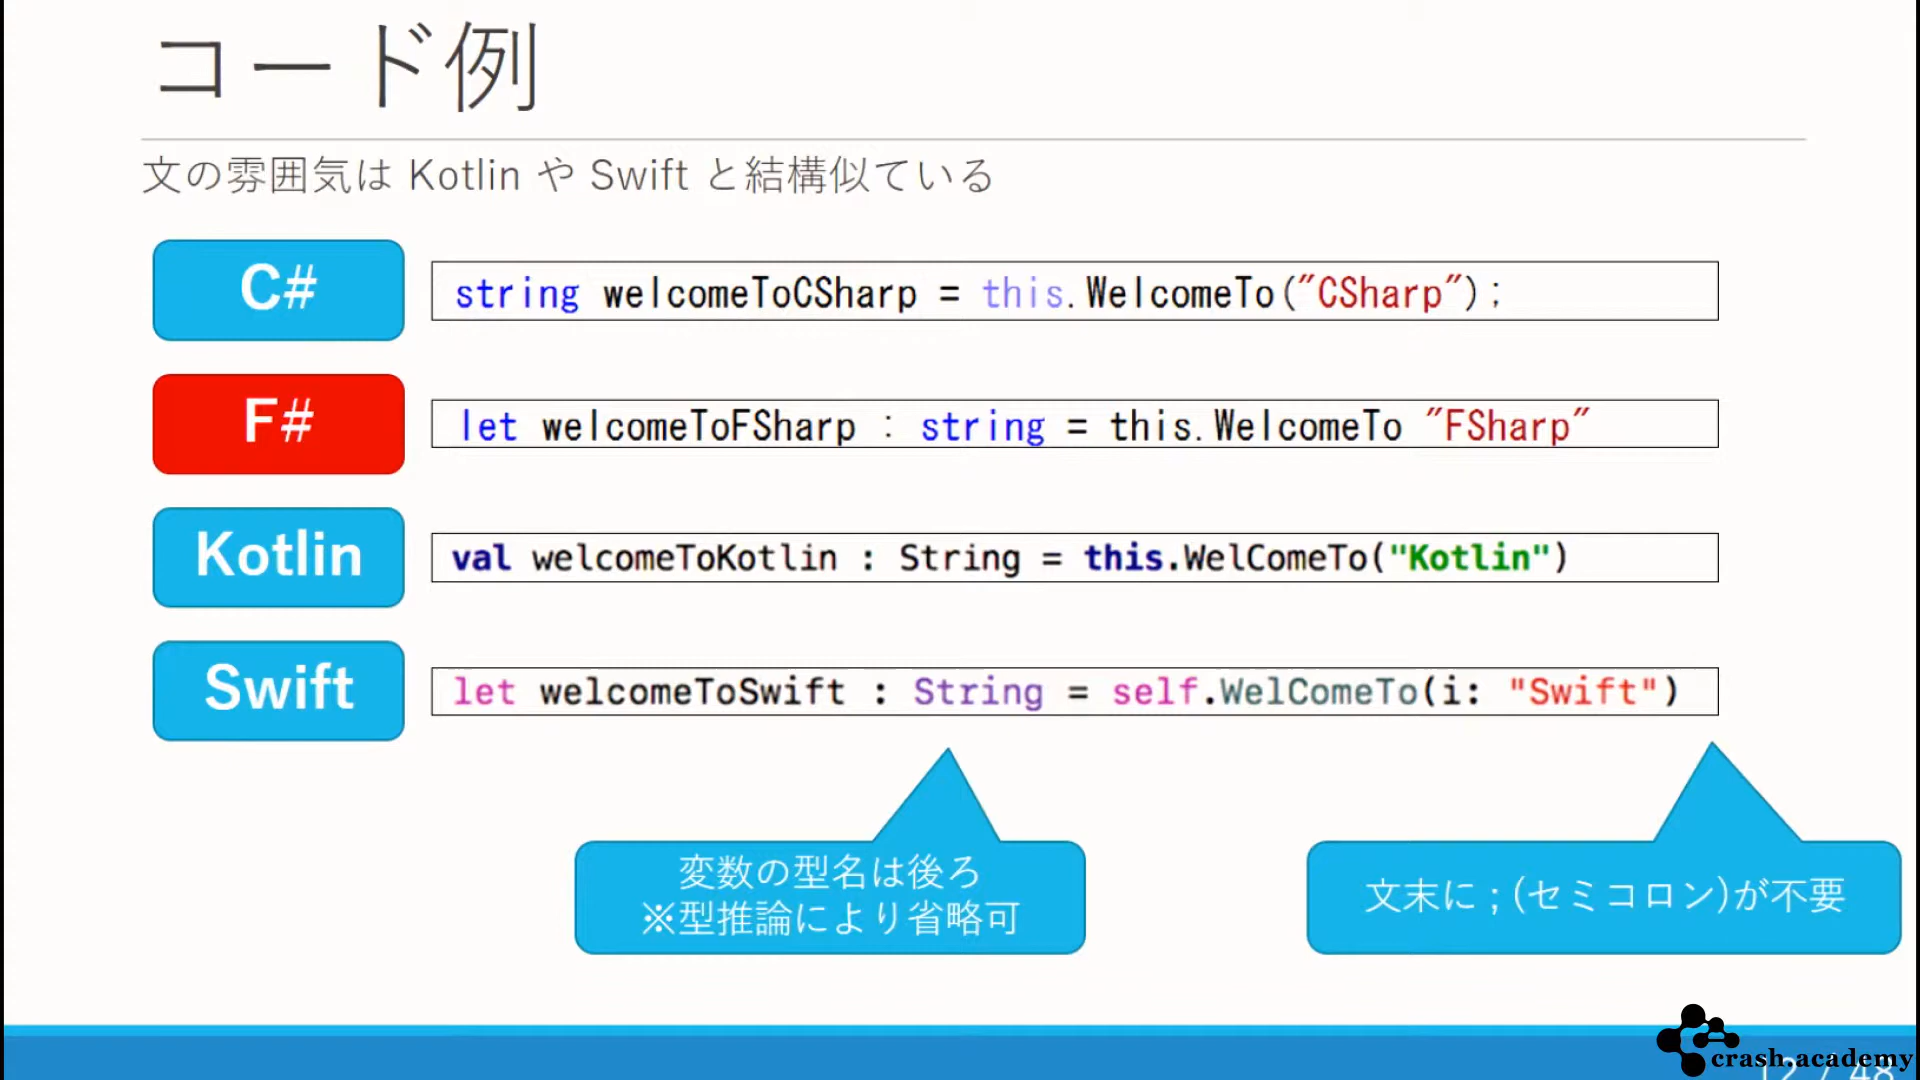 コード例
文の雰囲気は Kotlin や Swift と結構似ている
C#
string welcomeToCSharp = this.WelcomeTo("CSharp");
F#
let welcomeToFSharp : string = this.WelcomeTo "FSharp"
Kotlin
val welcomeToKotlin : String = this.WelComeTo("Kotlin")
Swift
let welcomeToSwift : String = self.WelComeTo(i: "Swift")
変数の型名は後ろ
※型推論により省略可
文末に ; (セミコロン)が不要
crash.academy
12 / 48